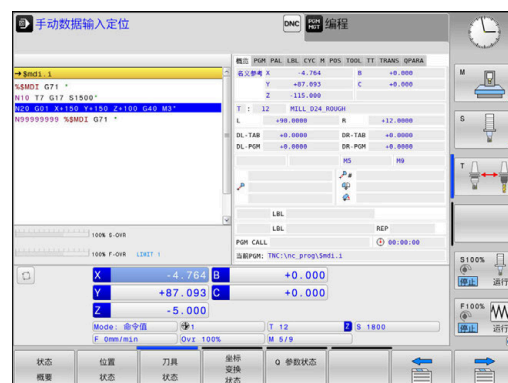 手动数据输入定位
DNC
PGM MGT 编程
概览 PGM PAL LBL CYC M POS TOOL TT TRANS QPARA
→$mdi.i
%$MDI G71 *
N10 T7 G17 S1500*
N20 G01 X+150 Y+150 Z+100 G40 M3*
N99999999 %$MDI G71 *
名义参考 X -4.764 B +0.000
Y +87.093 C +0.000
Z -115.000
T : 12 MILL_D24_ROUGH
L +90.0000 R +12.0000
DL-TAB +0.0000 DR-TAB +0.0000
DL-PGM +0.0000 DR-PGM +0.0000
M5 M9
LBL
LBL REP
PGM CALL 00:00:00
当前PGM: TNC:\nc_prog\$mdi.i
100% S-OVR
100% F-OVR LIMIT 1
X -4.764 B +0.000
Y +87.093 C +0.000
Z -5.000
Mode: 命令值 1 T 12 Z S 1800
F 0mm/min Ovr 100% M 5/9
状态 概要
位置 状态
刀具 状态
坐标 变换 状态
Q 参数状态
M
S
T
S100%
停止 运行
F100%
停止 运行